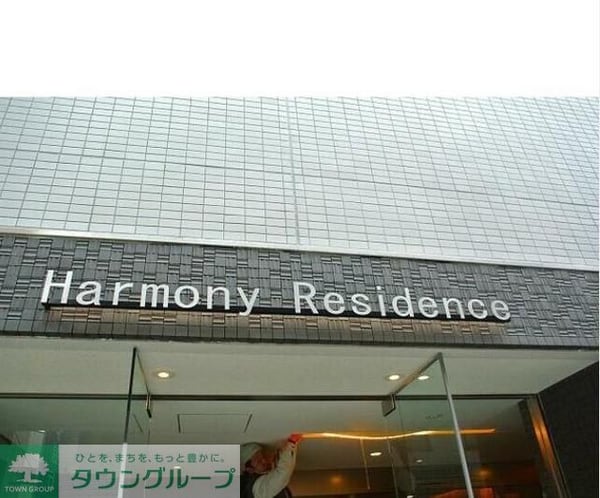 Harmony Residence
ひとを、まちを、もっと豊かに。
タウングループ
TOWN GROUP